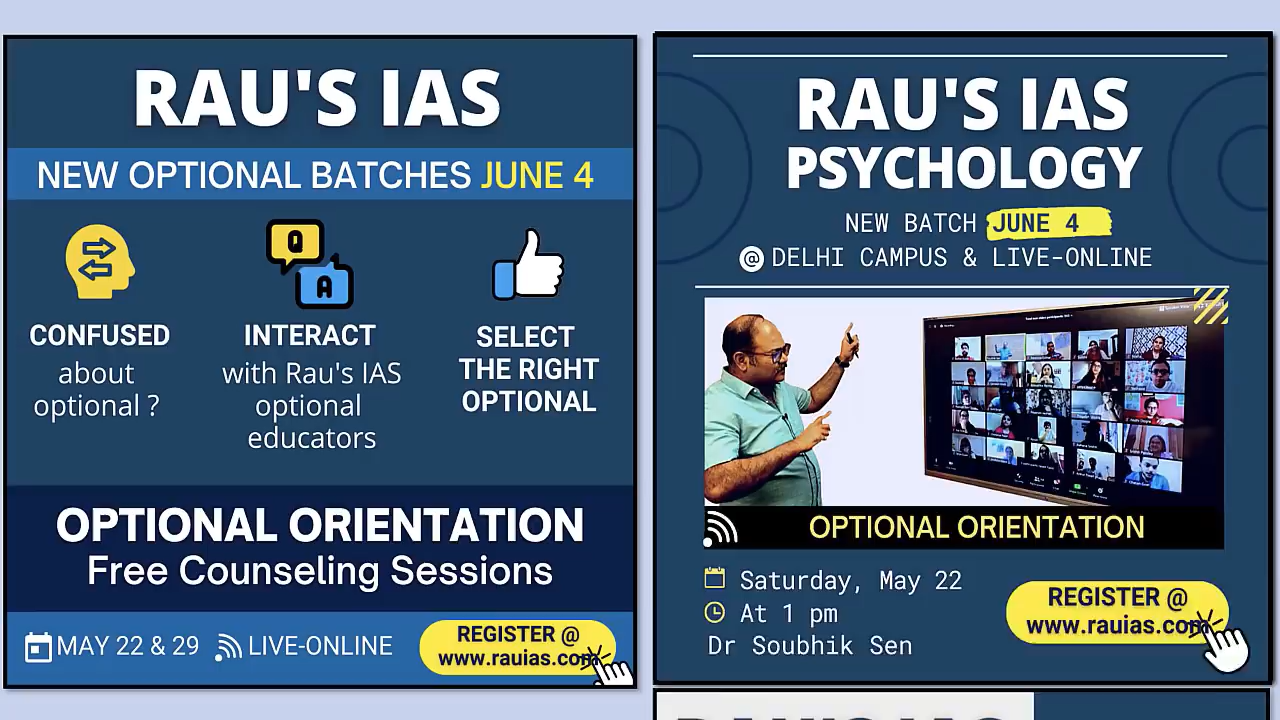 RAU'S IAS
NEW OPTIONAL BATCHES JUNE 4
Q
A
CONFUSED
about
optional ?
INTERACT
with Rau's IAS
optional
educators
SELECT
THE RIGHT
OPTIONAL
OPTIONAL ORIENTATION
Free Counseling Sessions
MAY 22 & 29
LIVE-ONLINE
REGISTER @
www.rauias.com
RAU'S IAS
PSYCHOLOGY
NEW BATCH JUNE 4
@ DELHI CAMPUS & LIVE-ONLINE
OPTIONAL ORIENTATION
Saturday, May 22
At 1 pm
Dr Soubhik Sen
REGISTER @
www.rauias.com